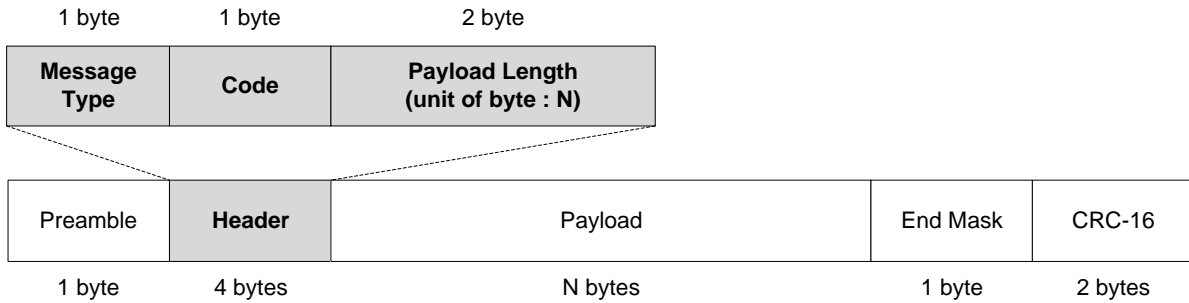 1 byte 1 byte 2 byte
Message Type Code Payload Length (unit of byte : N)
Preamble Header Payload End Mask CRC-16
1 byte 4 bytes N bytes 1 byte 2 bytes